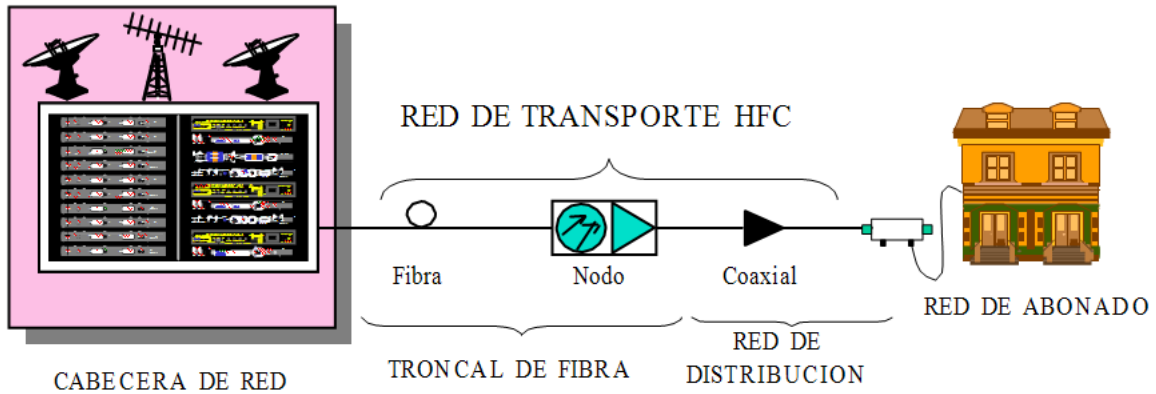 RED DE TRANSPORTE HFC
Fibra
Nodo
Coaxial
RED DE ABONADO
TRONCAL DE FIBRA
RED DE
DISTRIBUCION
CABECERA DE RED